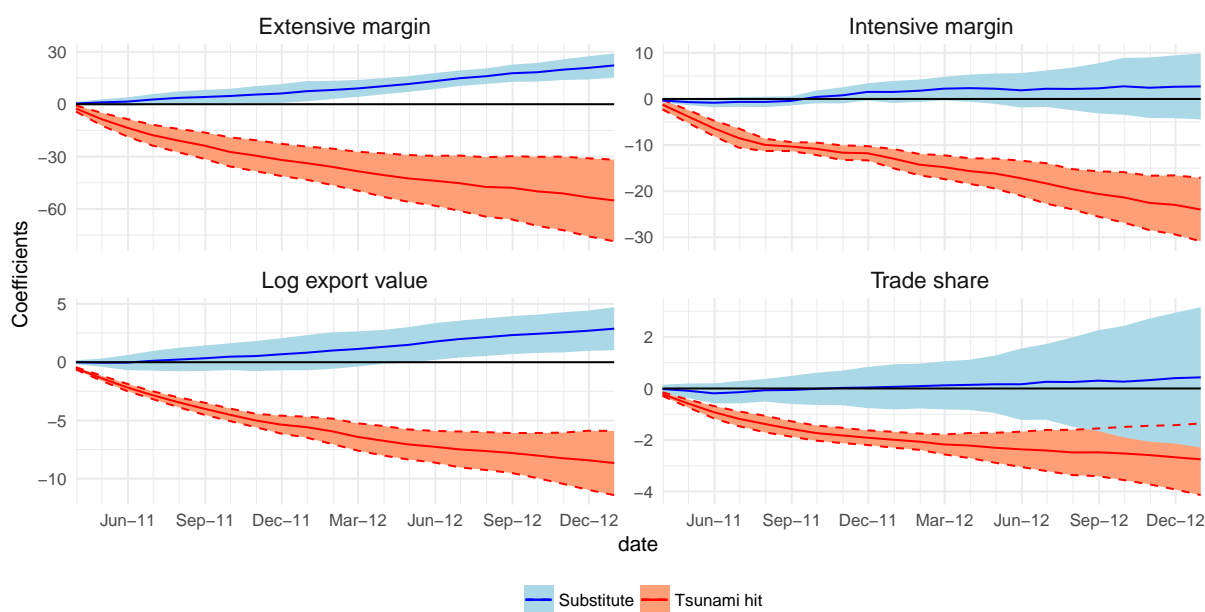 Extensive margin
Intensive margin
30
0
−30
−60
10
0
−10
−20
−30
Log export value
Trade share
5
0
−5
−10
2
0
−2
−4
Jun−11 Sep−11 Dec−11 Mar−12 Jun−12 Sep−12 Dec−12
Jun−11 Sep−11 Dec−11 Mar−12 Jun−12 Sep−12 Dec−12
Coefficients
date
Substitute
Tsunami hit